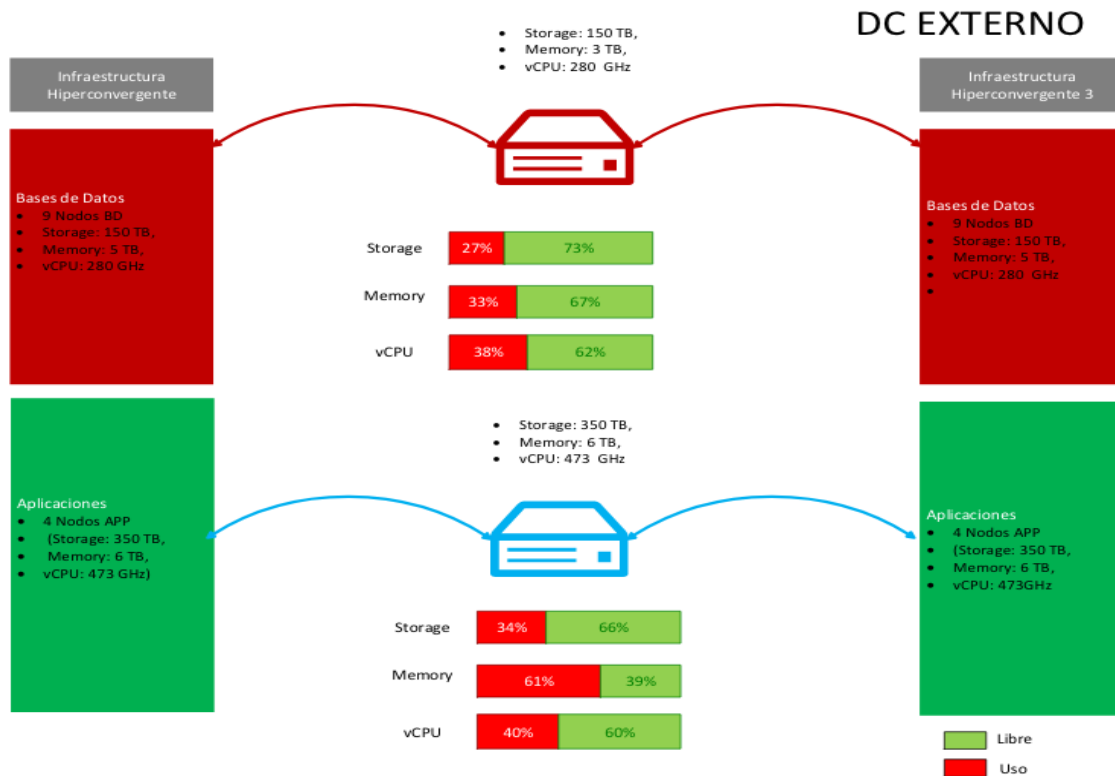 DC EXTERNO
• Storage: 150 TB,
• Memory: 3 TB,
• vCPU: 280 GHz
Infraestructura
Hiperconvergente
Infraestructura
Hiperconvergente 3
Bases de Datos
• 9 Nodos BD
• Storage: 150 TB,
• Memory: 5 TB,
• vCPU: 280 GHz
Storage 27% 73%
Memory 33% 67%
vCPU 38% 62%
Bases de Datos
• 9 Nodos BD
• Storage: 150 TB,
• Memory: 5 TB,
• vCPU: 280 GHz
•
• Storage: 350 TB,
• Memory: 6 TB,
• vCPU: 473 GHz
Aplicaciones
• 4 Nodos APP
• (Storage: 350 TB,
• Memory: 6 TB,
• vCPU: 473 GHz)
Storage 34% 66%
Memory 61% 39%
vCPU 40% 60%
Aplicaciones
• 4 Nodos APP
• (Storage: 350 TB,
• Memory: 6 TB,
• vCPU: 473GHz
Libre
Uso